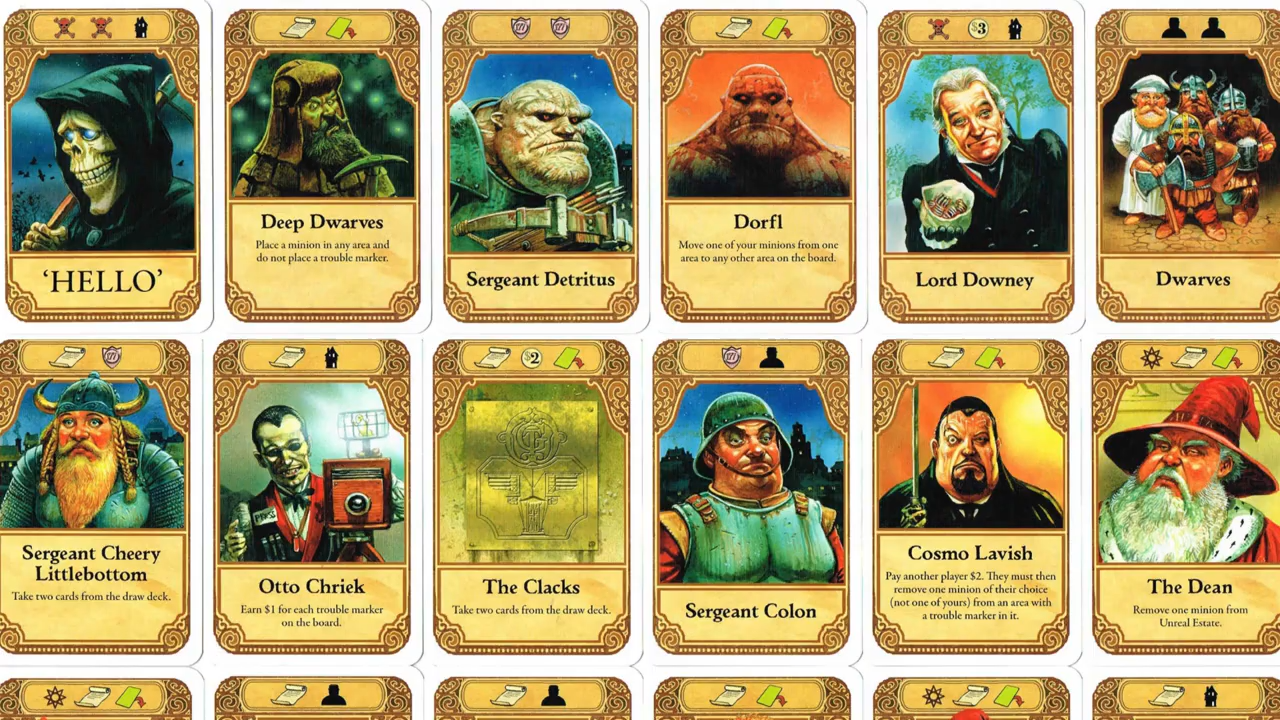 'HELLO'
Deep Dwarves
Place a minion in any area and
do not place a trouble marker.
Sergeant Detritus
Dorfl
Move one of your minions from one
area to any other area on the board.
$3
Lord Downey
Dwarves
Sergeant Cheery
Littlebottom
Take two cards from the draw deck.
PRESS
Otto Chriek
Earn $1 for each trouble marker
on the board.
$2
The Clacks
Take two cards from the draw deck.
Sergeant Colon
Cosmo Lavish
Pay another player $2. They must then
remove one minion of their choice
(not one of yours) from an area with
a trouble marker in it.
The Dean
Remove one minion from
Unreal Estate.